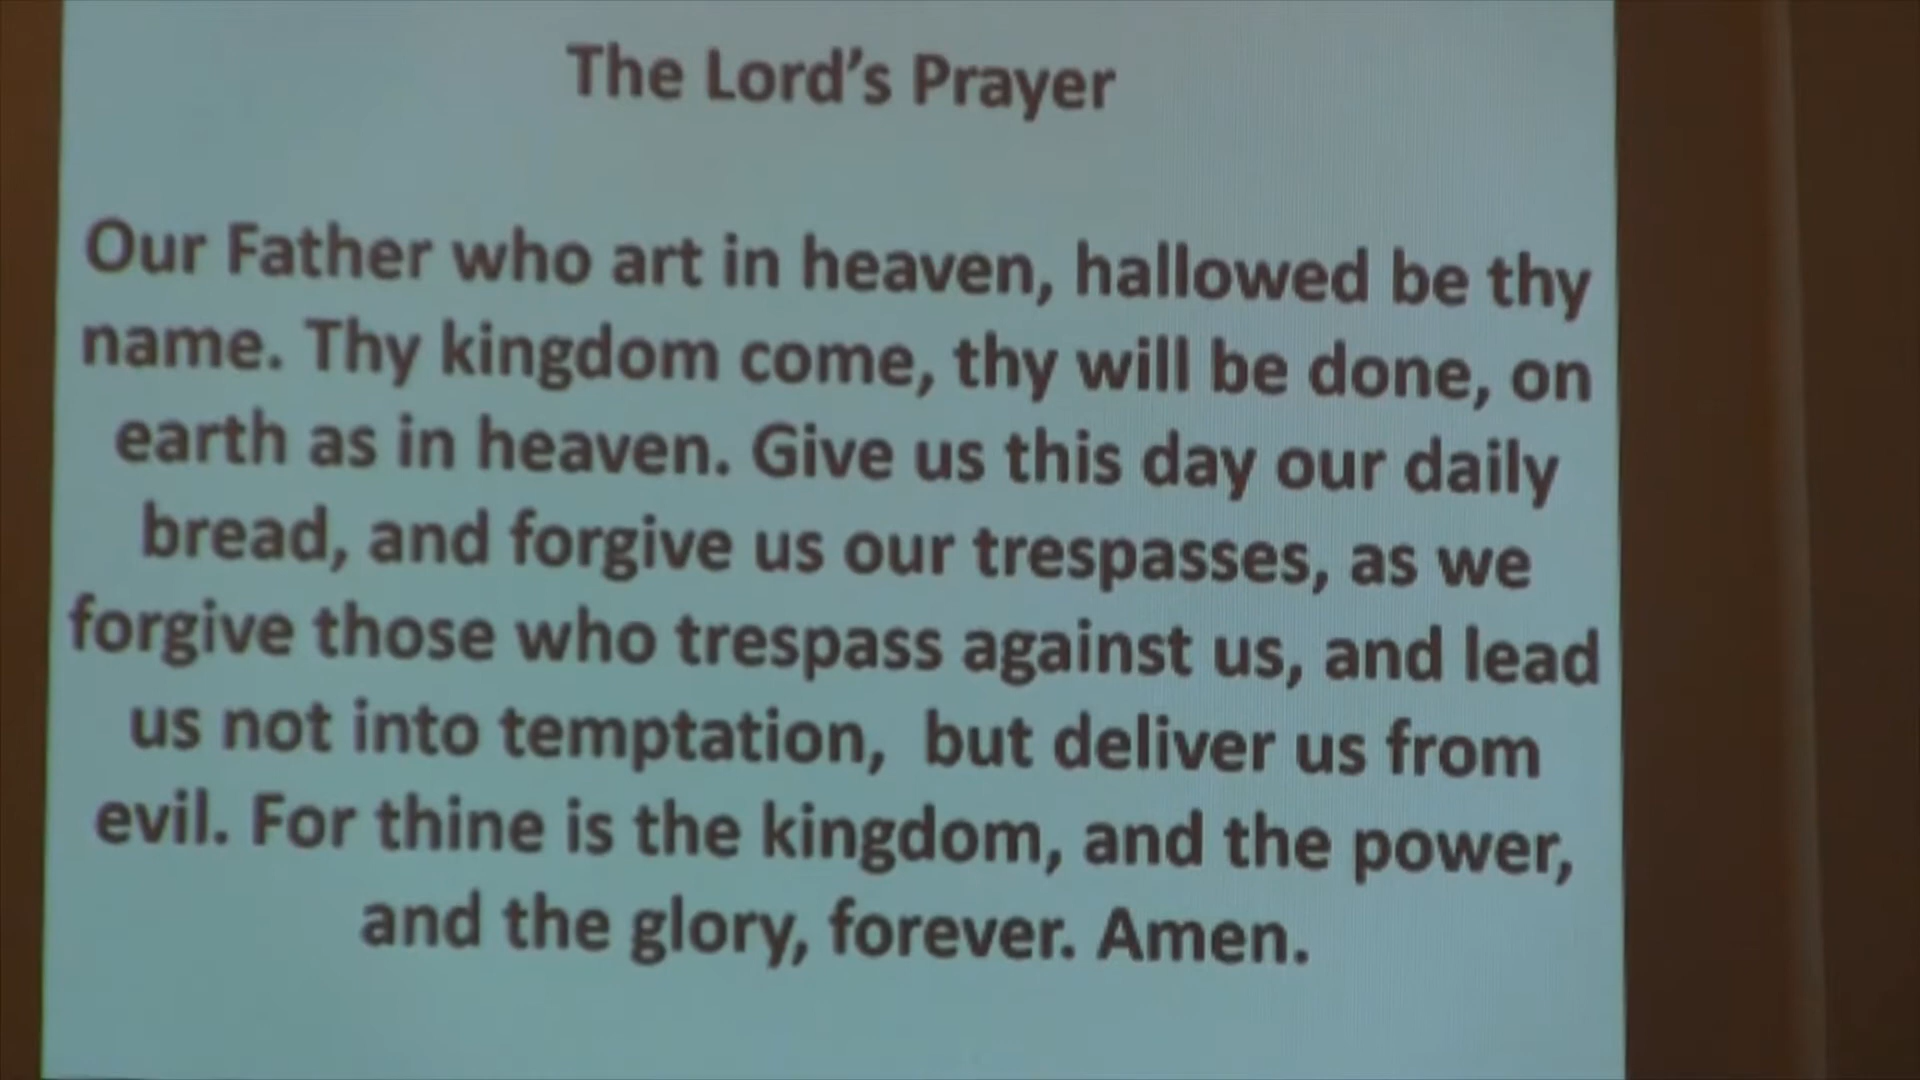 The Lord's Prayer
Our Father who art in heaven, hallowed be thy
name. Thy kingdom come, thy will be done, on
earth as in heaven. Give us this day our daily
bread, and forgive us our trespasses, as we
forgive those who trespass against us, and lead
us not into temptation,  but deliver us from
evil. For thine is the kingdom, and the power,
and the glory, forever. Amen.